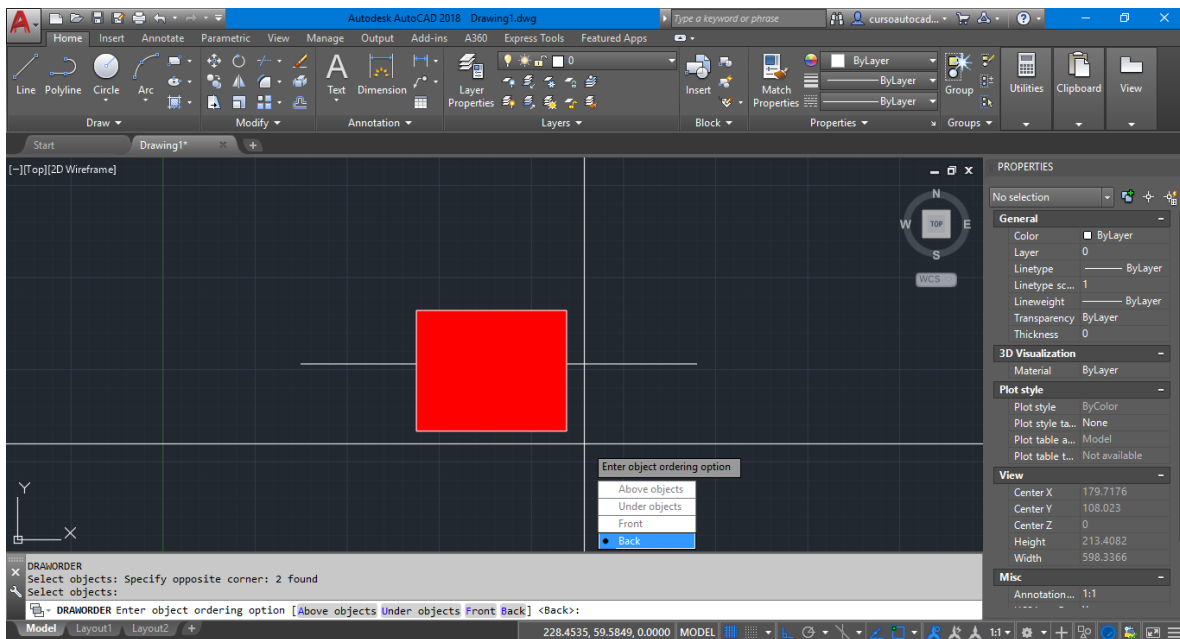 Autodesk AutoCAD 2018 Drawing1.dwg
Type a keyword or phrase
cursoautocad...
Home Insert Annotate Parametric View Manage Output Add-ins A360 Express Tools Featured Apps
0
ByLayer
ByLayer
ByLayer
Line Polyline Circle Arc
Text Dimension
Layer Properties
Insert
Match Properties
Group
Utilities Clipboard View
Draw Modify Annotation Layers Block Properties Groups
Start Drawing1* +
[−][Top][2D Wireframe]
N
W TOP E
S
WCS
Y
X
Enter object ordering option
Above objects
Under objects
Front
Back
PROPERTIES
No selection
General
Color ByLayer
Layer 0
Linetype ByLayer
Linetype sc... 1
Lineweight ByLayer
Transparency ByLayer
Thickness 0
3D Visualization
Material ByLayer
Plot style
Plot style ByColor
Plot style ta... None
Plot table a... Model
Plot table t... Not available
View
Center X 179.7176
Center Y 108.023
Center Z 0
Height 213.4082
Width 598.3366
Misc
Annotation... 1:1
DRAWORDER
Select objects: Specify opposite corner: 2 found
Select objects:
DRAWORDER Enter object ordering option [Above objects Under objects Front Back] <Back>:
Model Layout1 Layout2 +
228.4535, 59.5849, 0.0000 MODEL 1:1